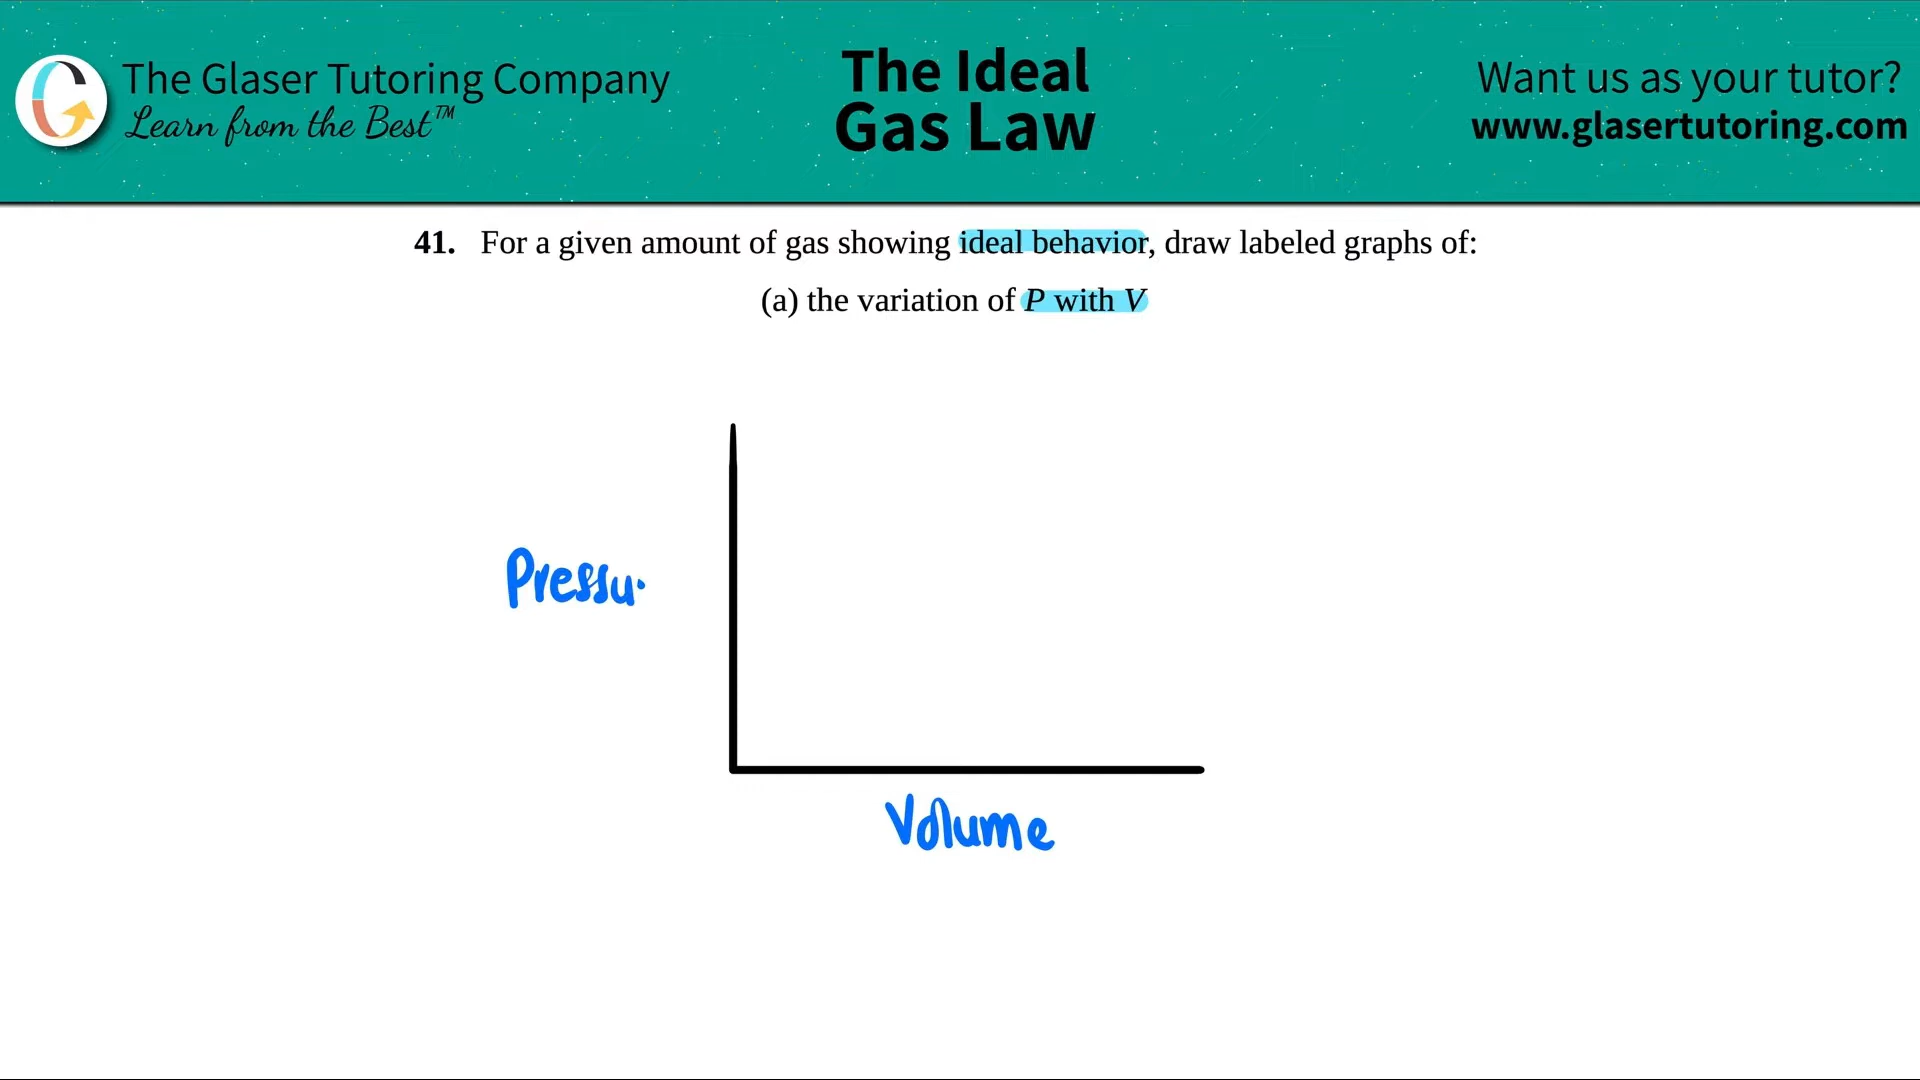 The Glaser Tutoring Company
Learn from the Best™
The Ideal
Gas Law
Want us as your tutor?
www.glasertutoring.com
41. For a given amount of gas showing ideal behavior, draw labeled graphs of:
(a) the variation of P with V
Pressu
Volume